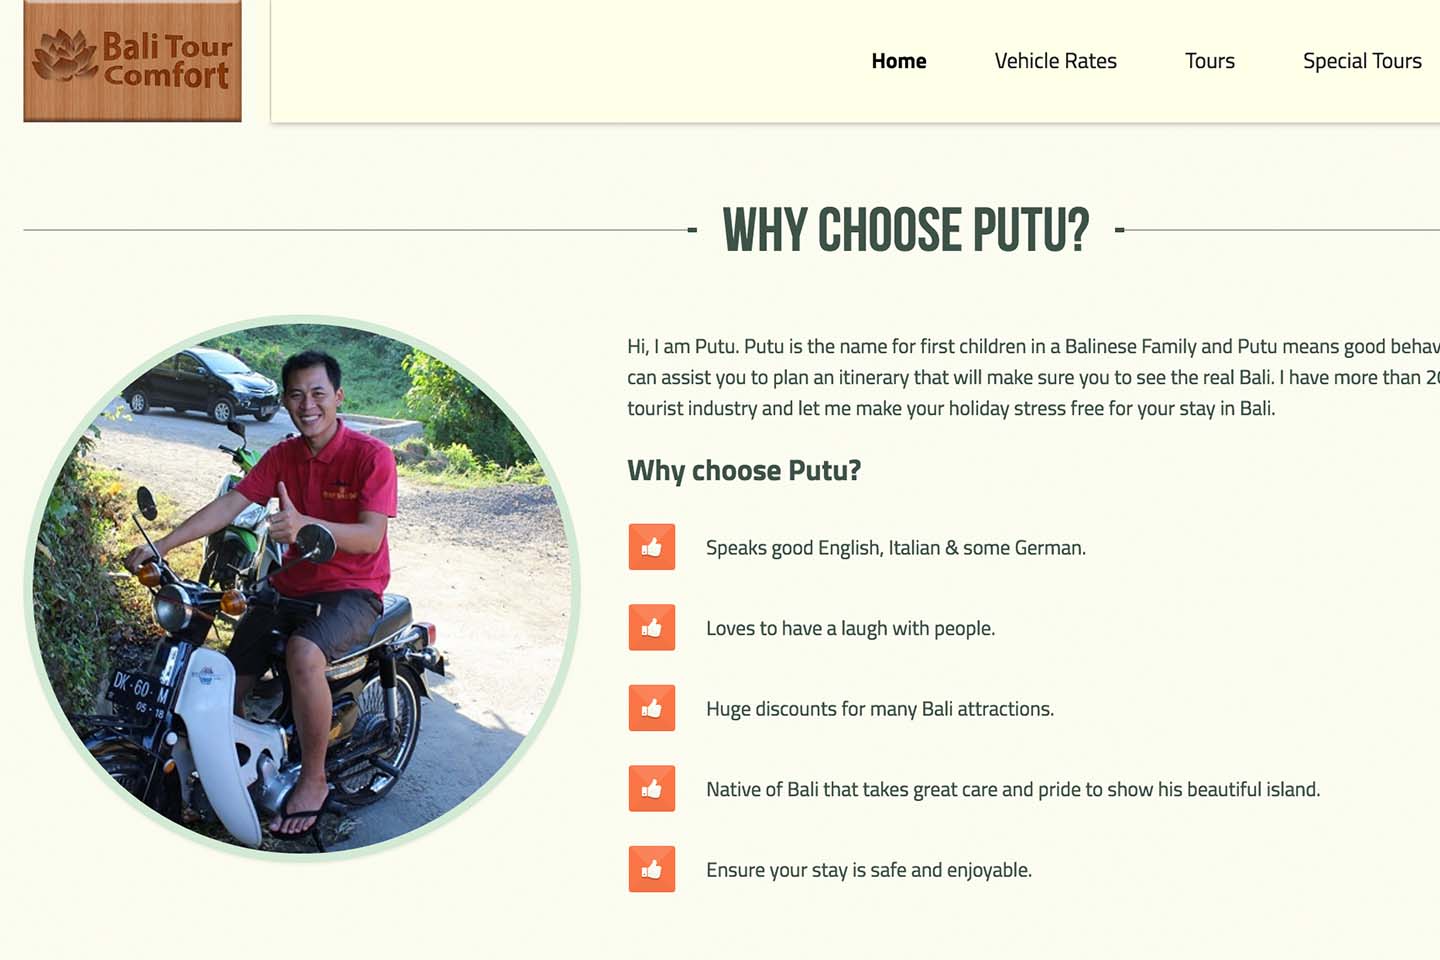 Bali Tour
Comfort
Home
Vehicle Rates
Tours
Special Tours
WHY CHOOSE PUTU?
Hi, I am Putu. Putu is the name for first children in a Balinese Family and Putu means good behav
can assist you to plan an itinerary that will make sure you to see the real Bali. I have more than 20
tourist industry and let me make your holiday stress free for your stay in Bali.
Why choose Putu?
Speaks good English, Italian & some German.
Loves to have a laugh with people.
Huge discounts for many Bali attractions.
Native of Bali that takes great care and pride to show his beautiful island.
Ensure your stay is safe and enjoyable.
DK·60·M
05-18